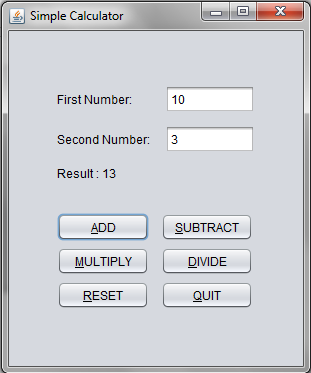 Simple Calculator
First Number: 10
Second Number: 3
Result : 13
ADD SUBTRACT
MULTIPLY DIVIDE
RESET QUIT